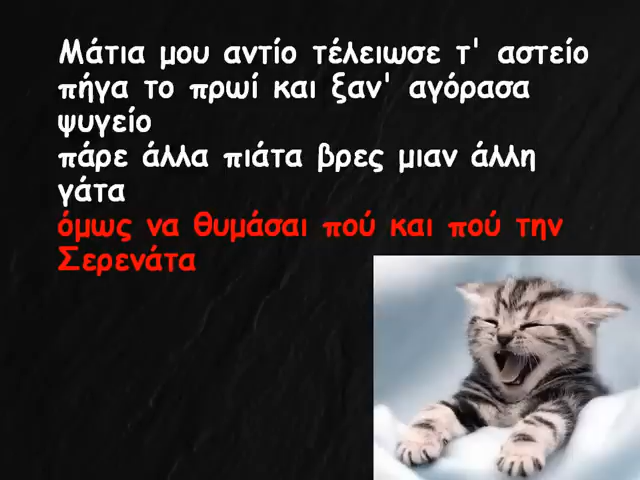 Μάτια μου αντίο τέλειωσε τ' αστείο
πήγα το πρωί και ξαν' αγόρασα
ψυγείο
πάρε άλλα πιάτα βρες μιαν άλλη
γάτα
όμως να θυμάσαι πού και πού την
Σερενάτα